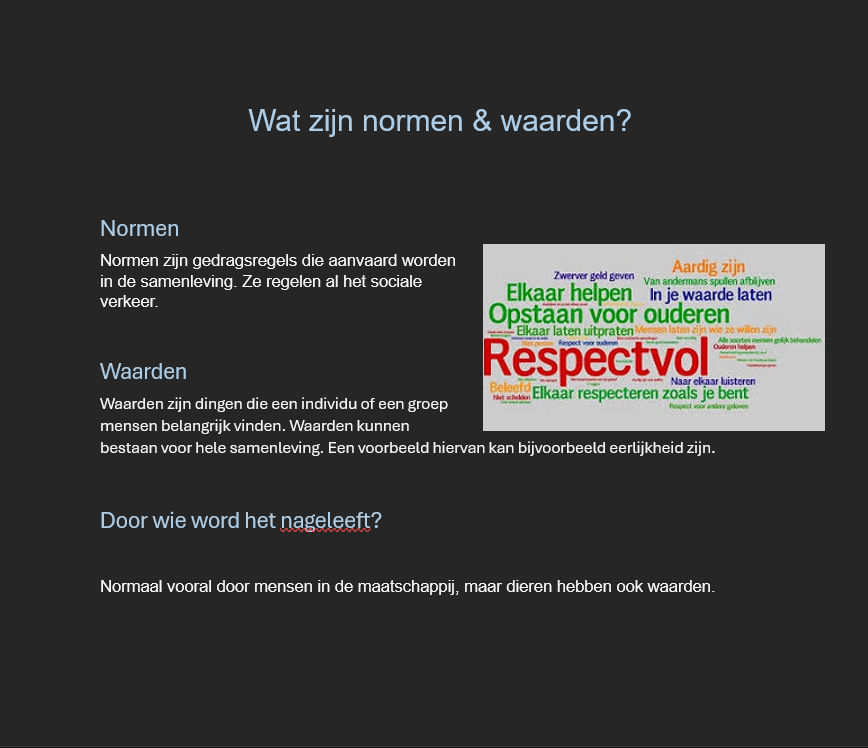 Wat zijn normen & waarden?
Normen
Normen zijn gedragsregels die aanvaard worden
in de samenleving. Ze regelen al het sociale
verkeer.
Zwerver geld geven
Aardig zijn
Van andermans spullen afblijven
Elkaar helpen
In je waarde laten
Opstaan voor ouderen
Elkaar laten uitpraten
Mensen laten zijn wie ze willen zijn
Niet pesten
Respect voor ouderen
Alle soorten mensen gelijk behandelen
Ouderen helpen
Respectvol
Beleefd
Naar elkaar luisteren
Niet schelden
Elkaar respecteren zoals je bent
Respect voor andere geloven
Waarden
Waarden zijn dingen die een individu of een groep
mensen belangrijk vinden. Waarden kunnen
bestaan voor hele samenleving. Een voorbeeld hiervan kan bijvoorbeeld eerlijkheid zijn.
Door wie word het nageleeft?
Normaal vooral door mensen in de maatschappij, maar dieren hebben ook waarden.